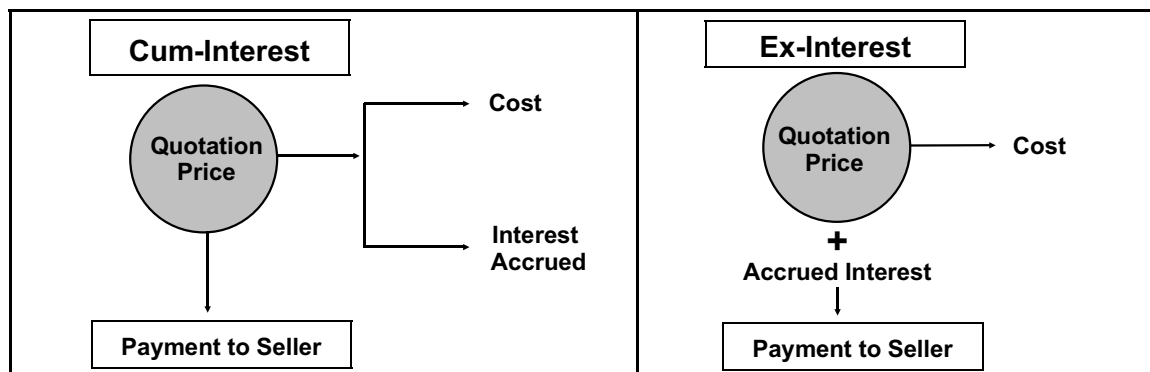 Cum-Interest
Quotation
Price
Cost
Interest
Accrued
Payment to Seller
Ex-Interest
Quotation
Price
Cost
+
Accrued Interest
Payment to Seller